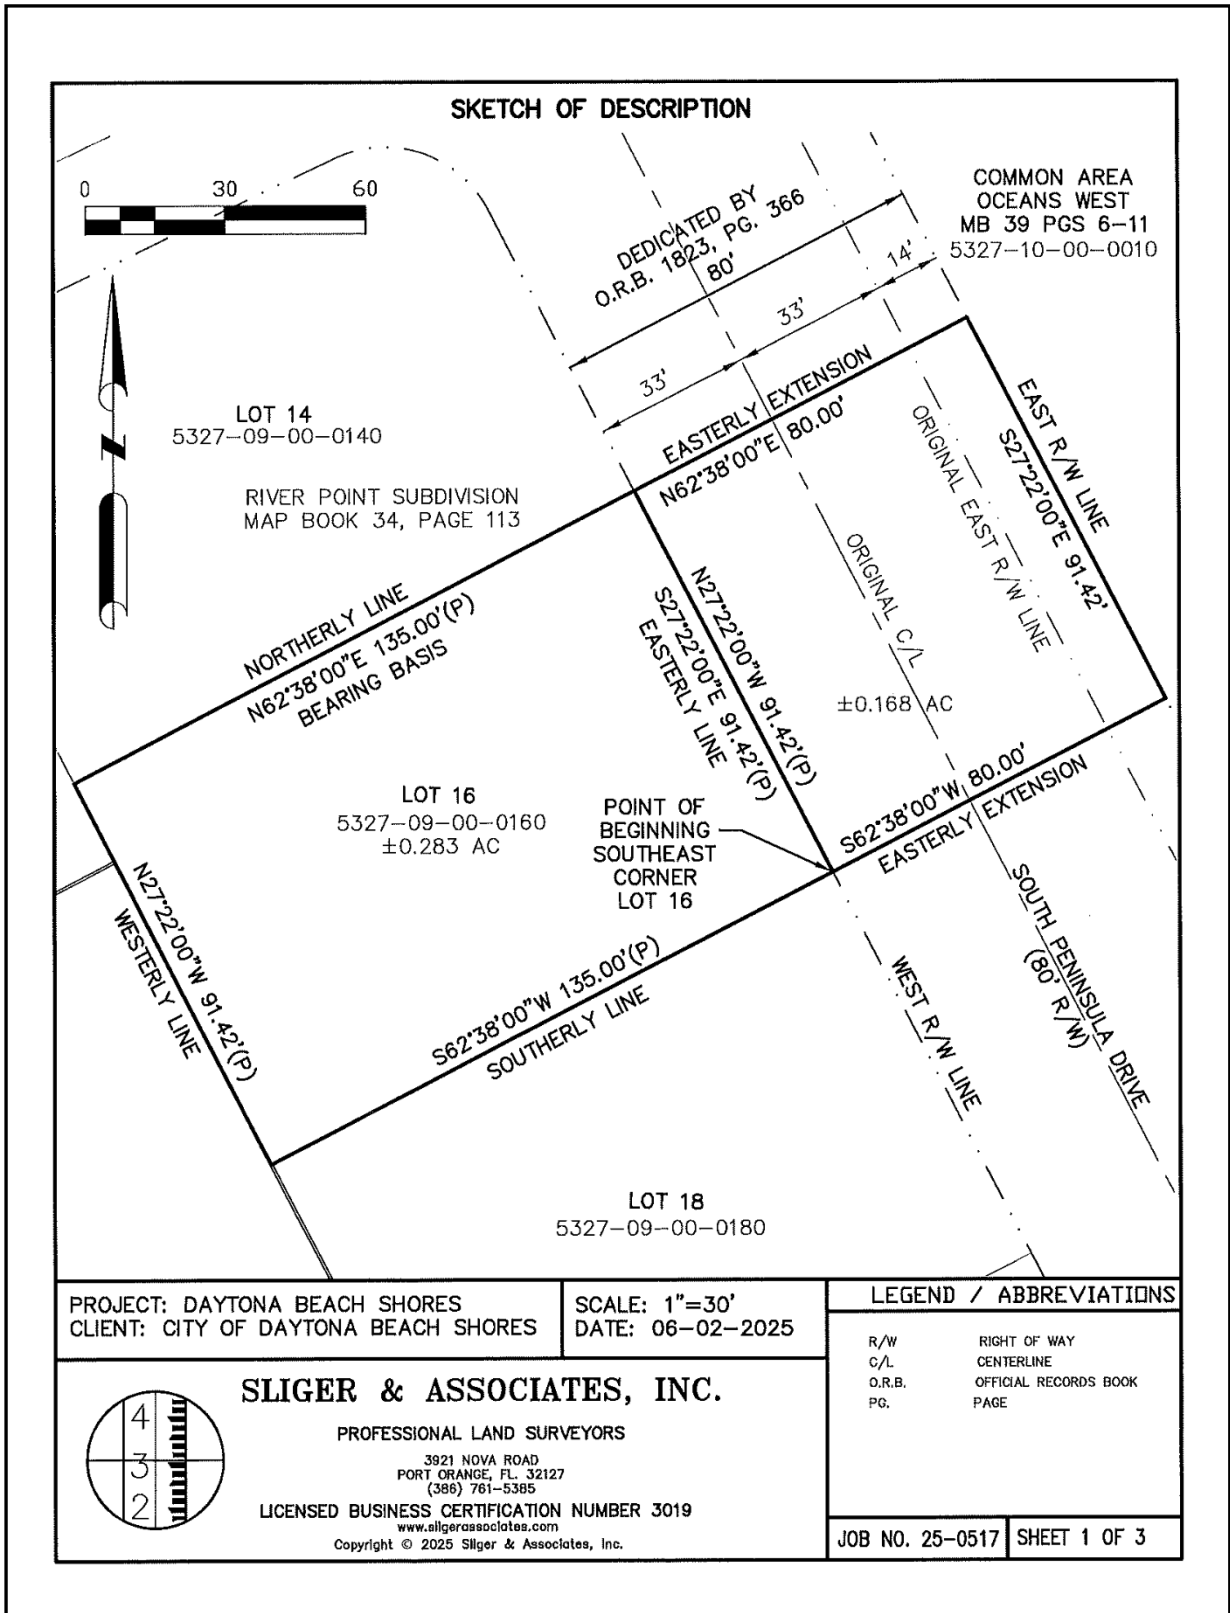 SKETCH OF DESCRIPTION
0 30 60
DEDICATED BY
O.R.B. 1823, PG. 366
80'
COMMON AREA
OCEANS WEST
MB 39 PGS 6-11
5327-10-00-0010
14'
33'
33'
N
LOT 14
5327-09-00-0140
RIVER POINT SUBDIVISION
MAP BOOK 34, PAGE 113
EASTERLY EXTENSION
N62°38'00"E 80.00'
EAST R/W LINE
S27°22'00"E 91.42'
ORIGINAL EAST R/W LINE
ORIGINAL C/L
NORTHERLY LINE
N62°38'00"E 135.00'(P)
BEARING BASIS
N27°22'00"W 91.42'(P)
S27°22'00"E 91.42'(P)
EASTERLY LINE
±0.168 AC
LOT 16
5327-09-00-0160
±0.283 AC
POINT OF
BEGINNING
SOUTHEAST
CORNER
LOT 16
S62°38'00"W 80.00'
EASTERLY EXTENSION
N27°22'00"W 91.42'(P)
WESTERLY LINE
S62°38'00"W 135.00'(P)
SOUTHERLY LINE
WEST R/W LINE
SOUTH PENINSULA DRIVE
(80' R/W)
LOT 18
5327-09-00-0180
PROJECT: DAYTONA BEACH SHORES
CLIENT: CITY OF DAYTONA BEACH SHORES
SCALE: 1"=30'
DATE: 06-02-2025
LEGEND / ABBREVIATIONS
R/W RIGHT OF WAY
C/L CENTERLINE
O.R.B. OFFICIAL RECORDS BOOK
PG. PAGE
4
3
2
SLIGER & ASSOCIATES, INC.
PROFESSIONAL LAND SURVEYORS
3921 NOVA ROAD
PORT ORANGE, FL. 32127
(386) 761-5385
LICENSED BUSINESS CERTIFICATION NUMBER 3019
www.sligerassociates.com
Copyright © 2025 Sliger & Associates, Inc.
JOB NO. 25-0517
SHEET 1 OF 3